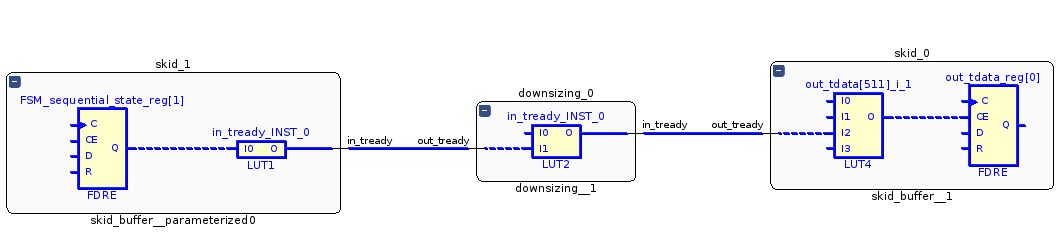 skid_1
FSM_sequential_state_reg[1]
C
CE
D
R
Q
FDRE
in_tready_INST_0
I0
O
LUT1
skid_buffer__parameterized0
in_tready
out_tready
downsizing_0
in_tready_INST_0
I0
O
I1
LUT2
downsizing__1
in_tready
out_tready
skid_0
out_tdata[511]_i_1
I0
I1
I2
I3
O
LUT4
out_tdata_reg[0]
C
CE
D
R
Q
FDRE
skid_buffer__1